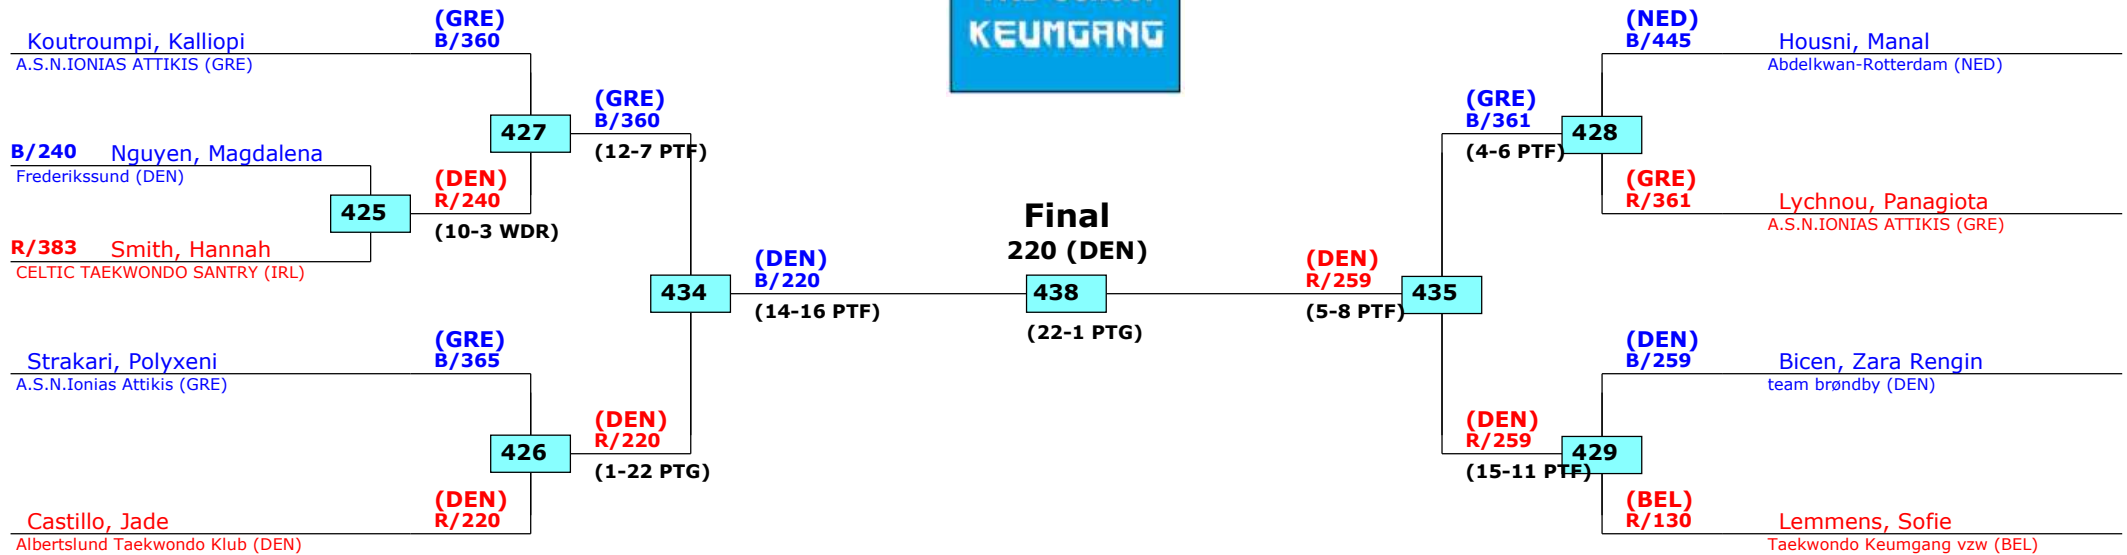 KEUMGANG
(GRE)
B/360
Koutroumpi, Kalliopi
A.S.N.IONIAS ATTIKIS (GRE)
427
(GRE)
B/360
(12-7 PTF)
B/240 Nguyen, Magdalena
Frederikssund (DEN)
425
(DEN)
R/240
(10-3 WDR)
R/383 Smith, Hannah
CELTIC TAEKWONDO SANTRY (IRL)
434
(DEN)
B/220
(14-16 PTF)
(GRE)
B/365
Strakari, Polyxeni
A.S.N.Ionias Attikis (GRE)
426
(DEN)
R/220
(1-22 PTG)
(DEN)
R/220
Castillo, Jade
Albertslund Taekwondo Klub (DEN)
Final
220 (DEN)
438
(22-1 PTG)
(NED)
B/445
Housni, Manal
Abdelkwan-Rotterdam (NED)
(GRE)
B/361
(4-6 PTF)
428
(GRE)
R/361
Lychnou, Panagiota
A.S.N.IONIAS ATTIKIS (GRE)
(DEN)
R/259
(5-8 PTF)
435
(DEN)
B/259
Bicen, Zara Rengin
team brøndby (DEN)
(DEN)
R/259
(15-11 PTF)
429
(BEL)
R/130
Lemmens, Sofie
Taekwondo Keumgang vzw (BEL)